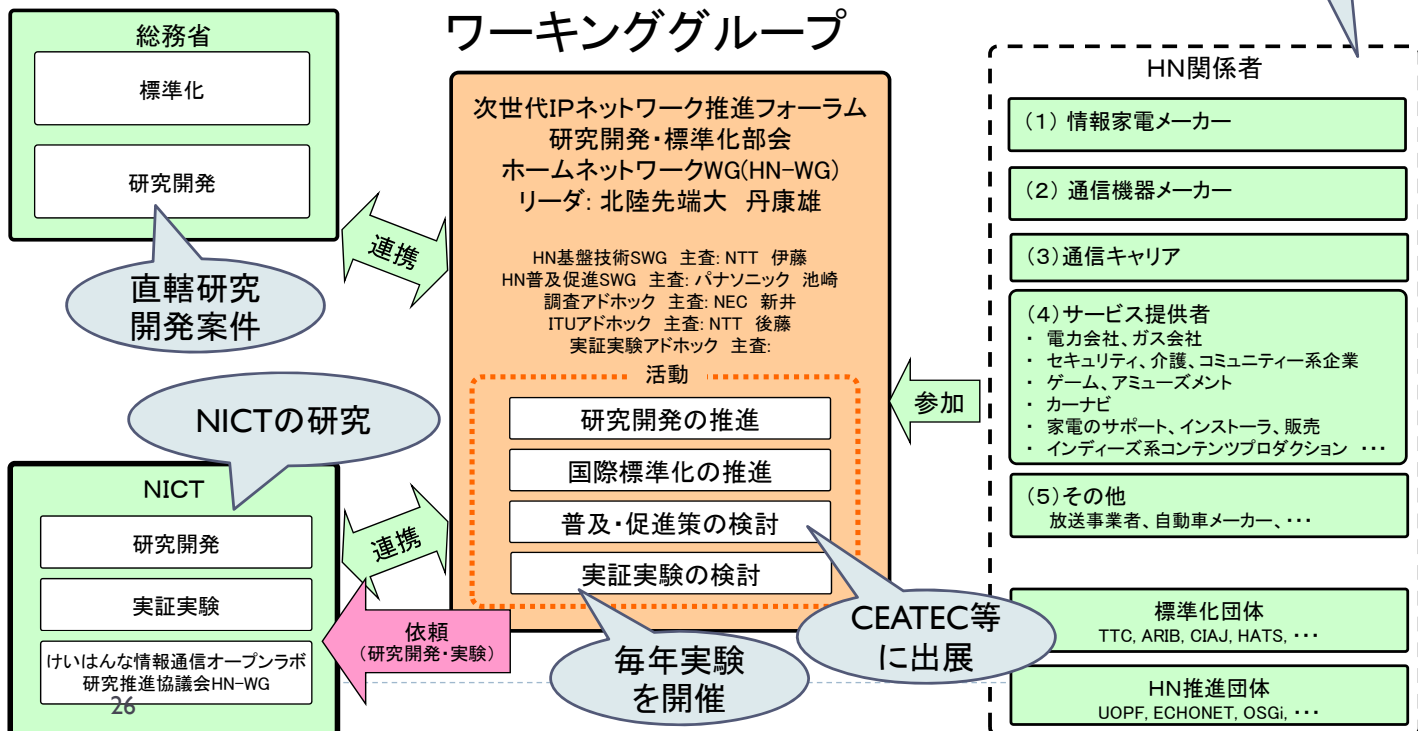 ワーキンググループ
総務省
標準化
研究開発
直轄研究
開発案件
連携
NICTの研究
NICT
研究開発
実証実験
けいはんな情報通信オープンラボ
研究推進協議会HN-WG
26
連携
依頼
(研究開発・実験)
次世代IPネットワーク推進フォーラム
研究開発・標準化部会
ホームネットワークWG(HN-WG)
リーダ: 北陸先端大 丹康雄
HN基盤技術SWG 主査: NTT 伊藤
HN普及促進SWG 主査: パナソニック 池崎
調査アドホック 主査: NEC 新井
ITUアドホック 主査: NTT 後藤
実証実験アドホック 主査:
活動
研究開発の推進
国際標準化の推進
普及・促進策の検討
実証実験の検討
CEATEC等
に出展
毎年実験
を開催
参加
HN関係者
(1) 情報家電メーカー
(2) 通信機器メーカー
(3)通信キャリア
(4)サービス提供者
・ 電力会社、ガス会社
・ セキュリティ、介護、コミュニティー系企業
・ ゲーム、アミューズメント
・ カーナビ
・ 家電のサポート、インストーラ、販売
・ インディーズ系コンテンツプロダクション ・・・
(5)その他
放送事業者、自動車メーカー、・・・
標準化団体
TTC, ARIB, CIAJ, HATS, ・・・
HN推進団体
UOPF, ECHONET, OSGi, ・・・